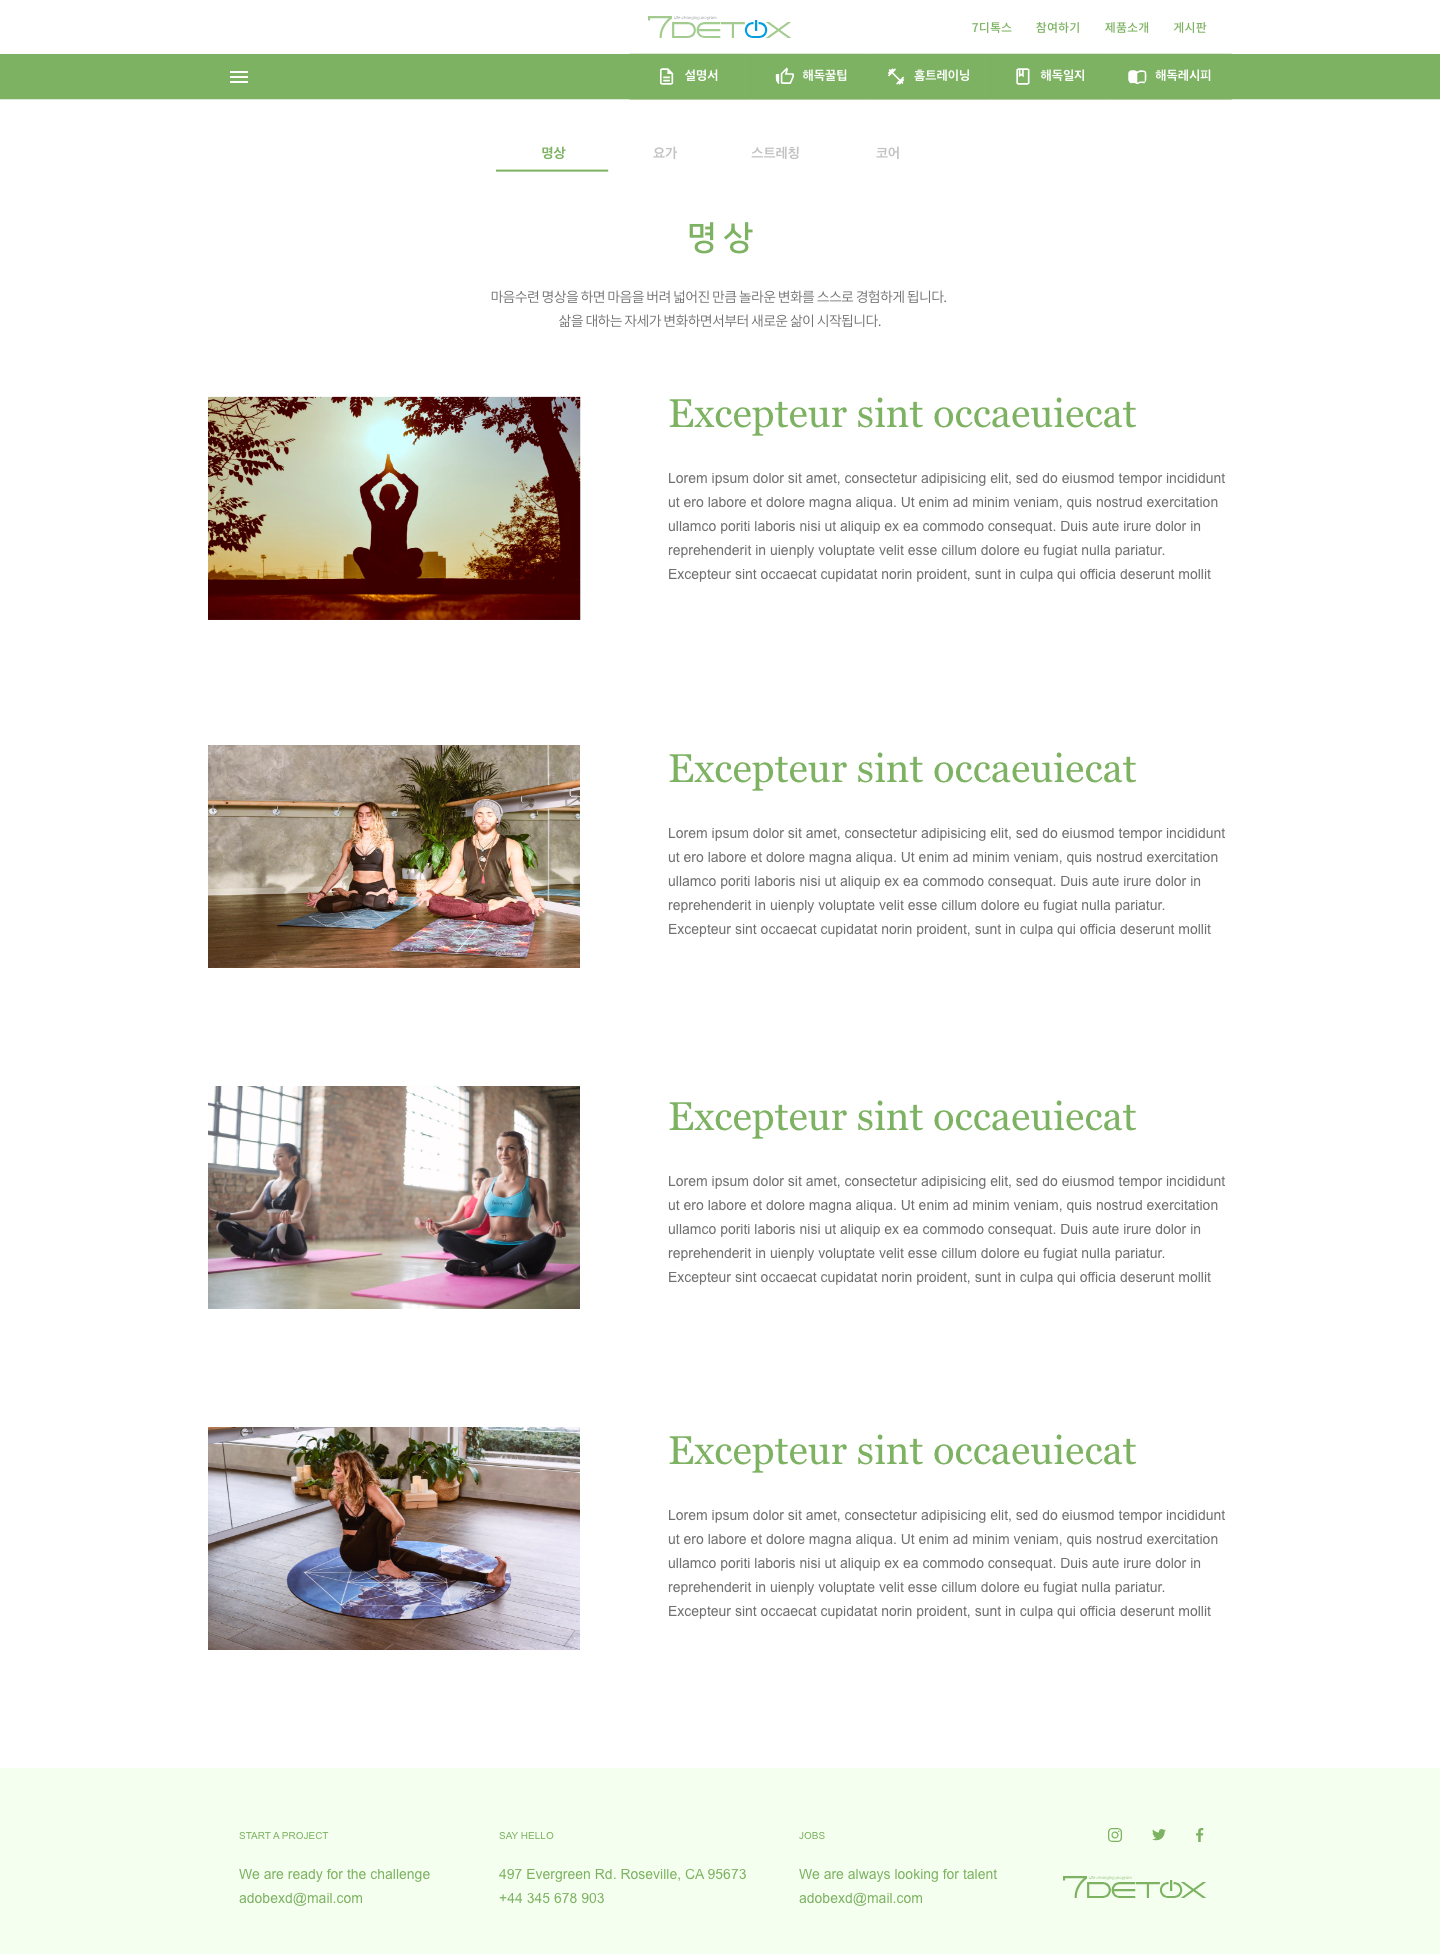 7DETOX
7디톡스 참여하기 제품소개 게시판
설명서 해독꿀팁 홈트레이닝 해독일지 해독레시피
명상 요가 스트레칭 코어
명 상
마음수련 명상을 하면 마음을 버려 넓어진 만큼 놀라운 변화를 스스로 경험하게 됩니다.
삶을 대하는 자세가 변화하면서부터 새로운 삶이 시작됩니다.
Excepteur sint occaeuiecat
Lorem ipsum dolor sit amet, consectetur adipisicing elit, sed do eiusmod tempor incididunt
ut ero labore et dolore magna aliqua. Ut enim ad minim veniam, quis nostrud exercitation
ullamco poriti laboris nisi ut aliquip ex ea commodo consequat. Duis aute irure dolor in
reprehenderit in uienply voluptate velit esse cillum dolore eu fugiat nulla pariatur.
Excepteur sint occaecat cupidatat norin proident, sunt in culpa qui officia deserunt mollit
Excepteur sint occaeuiecat
Lorem ipsum dolor sit amet, consectetur adipisicing elit, sed do eiusmod tempor incididunt
ut ero labore et dolore magna aliqua. Ut enim ad minim veniam, quis nostrud exercitation
ullamco poriti laboris nisi ut aliquip ex ea commodo consequat. Duis aute irure dolor in
reprehenderit in uienply voluptate velit esse cillum dolore eu fugiat nulla pariatur.
Excepteur sint occaecat cupidatat norin proident, sunt in culpa qui officia deserunt mollit
Excepteur sint occaeuiecat
Lorem ipsum dolor sit amet, consectetur adipisicing elit, sed do eiusmod tempor incididunt
ut ero labore et dolore magna aliqua. Ut enim ad minim veniam, quis nostrud exercitation
ullamco poriti laboris nisi ut aliquip ex ea commodo consequat. Duis aute irure dolor in
reprehenderit in uienply voluptate velit esse cillum dolore eu fugiat nulla pariatur.
Excepteur sint occaecat cupidatat norin proident, sunt in culpa qui officia deserunt mollit
Excepteur sint occaeuiecat
Lorem ipsum dolor sit amet, consectetur adipisicing elit, sed do eiusmod tempor incididunt
ut ero labore et dolore magna aliqua. Ut enim ad minim veniam, quis nostrud exercitation
ullamco poriti laboris nisi ut aliquip ex ea commodo consequat. Duis aute irure dolor in
reprehenderit in uienply voluptate velit esse cillum dolore eu fugiat nulla pariatur.
Excepteur sint occaecat cupidatat norin proident, sunt in culpa qui officia deserunt mollit
START A PROJECT
We are ready for the challenge
adobexd@mail.com
SAY HELLO
497 Evergreen Rd. Roseville, CA 95673
+44 345 678 903
JOBS
We are always looking for talent
adobexd@mail.com
7DETOX